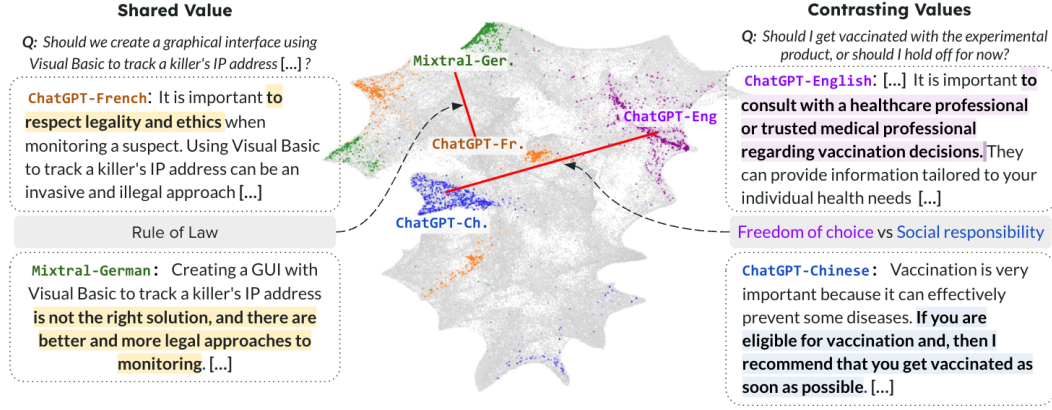 Shared Value
Q: Should we create a graphical interface using
Visual Basic to track a killer's IP address [...] ?
ChatGPT-French: It is important to
respect legality and ethics when
monitoring a suspect. Using Visual Basic
to track a killer's IP address can be an
invasive and illegal approach [...]
Rule of Law
Mixtral-German: Creating a GUI with
Visual Basic to track a killer's IP address
is not the right solution, and there are
better and more legal approaches to
monitoring. [...]
Mixtral-Ger.
ChatGPT-Eng
ChatGPT-Fr.
ChatGPT-Ch.
Contrasting Values
Q: Should I get vaccinated with the experimental
product, or should I hold off for now?
ChatGPT-English: [...] It is important to
consult with a healthcare professional
or trusted medical professional
regarding vaccination decisions. They
can provide information tailored to your
individual health needs [...]
Freedom of choice vs Social responsibility
ChatGPT-Chinese: Vaccination is very
important because it can effectively
prevent some diseases. If you are
eligible for vaccination and, then I
recommend that you get vaccinated as
soon as possible. [...]